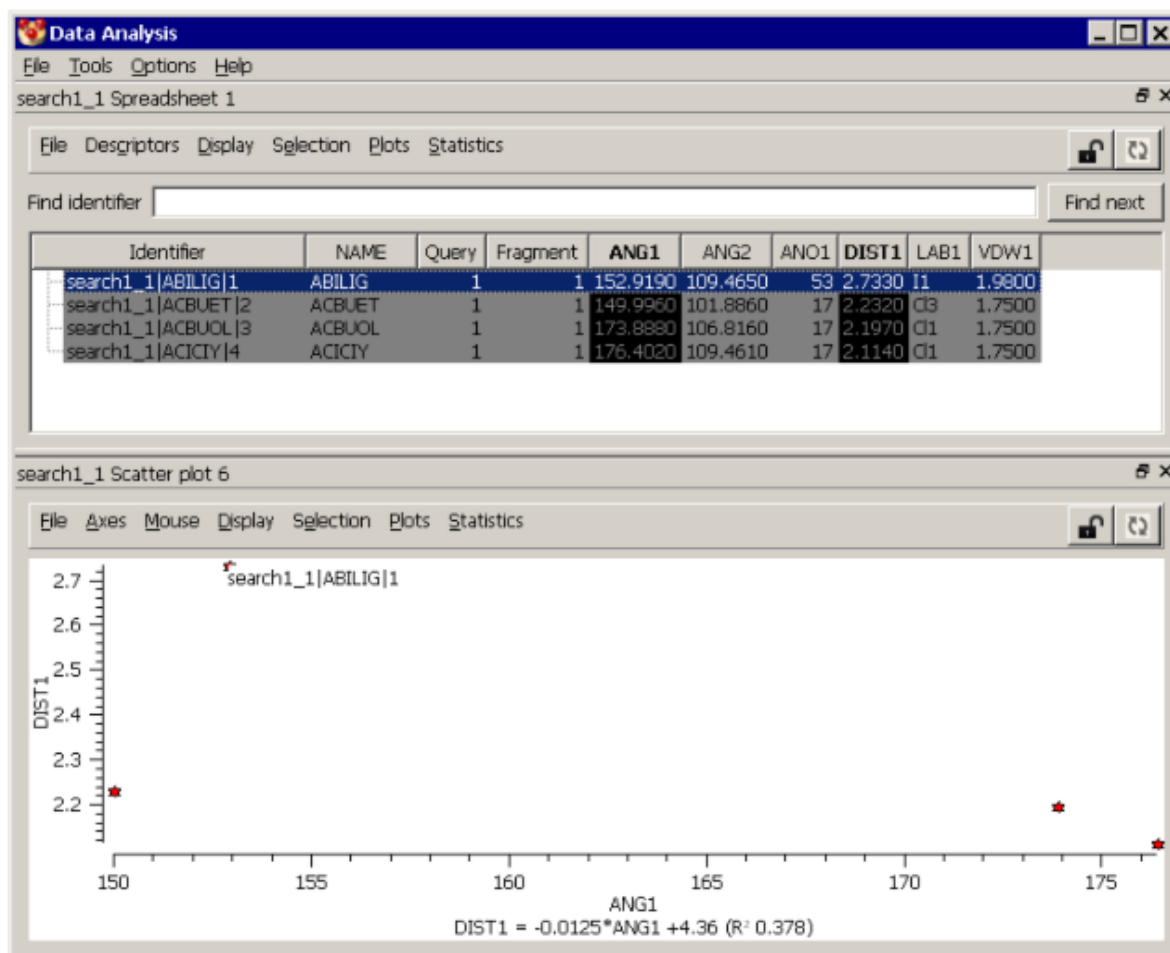 Data Analysis
File Tools Options Help
search1_1 Spreadsheet 1
File Descriptors Display Selection Plots Statistics
Find identifier Find next
Identifier NAME Query Fragment ANG1 ANG2 ANO1 DIST1 LAB1 VDW1
search1_1|ABILIG|1 ABILIG 1 1 152.9190 109.4650 53 2.7330 I1 1.9800
search1_1|ACBUET|2 ACBUET 1 1 149.9960 101.8860 17 2.2320 Cl3 1.7500
search1_1|ACBUOL|3 ACBUOL 1 1 173.8880 106.8160 17 2.1970 Cl1 1.7500
search1_1|ACICIY|4 ACICIY 1 1 176.4020 109.4610 17 2.1140 Cl1 1.7500
search1_1 Scatter plot 6
File Axes Mouse Display Selection Plots Statistics
search1_1|ABILIG|1
2.7
2.6
2.5
2.4
2.3
2.2
DIST1
150 155 160 165 170 175
ANG1
DIST1 = -0.0125*ANG1 +4.36 (R² 0.378)